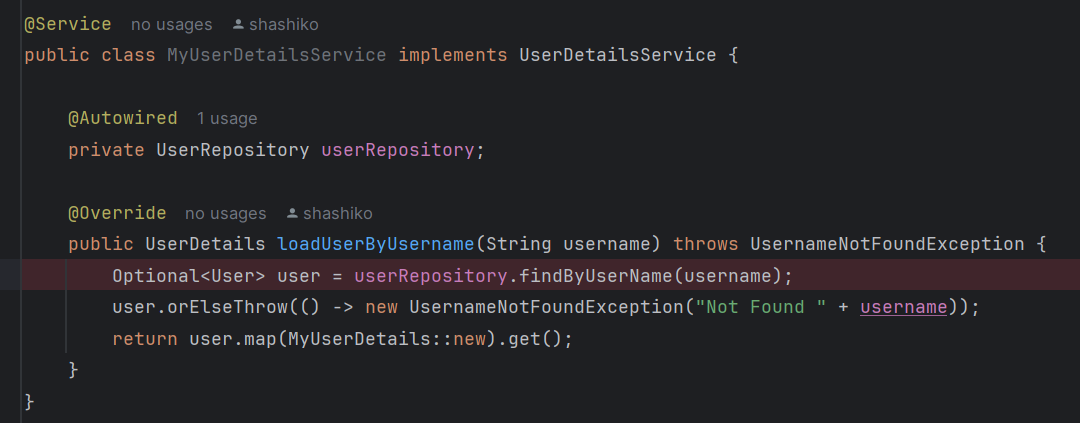 @Service no usages shashiko
public class MyUserDetailsService implements UserDetailsService {
@Autowired 1 usage
private UserRepository userRepository;
@Override no usages shashiko
public UserDetails loadUserByUsername(String username) throws UsernameNotFoundException {
Optional<User> user = userRepository.findByUserName(username);
user.orElseThrow(() -> new UsernameNotFoundException("Not Found " + username));
return user.map(MyUserDetails::new).get();
}
}